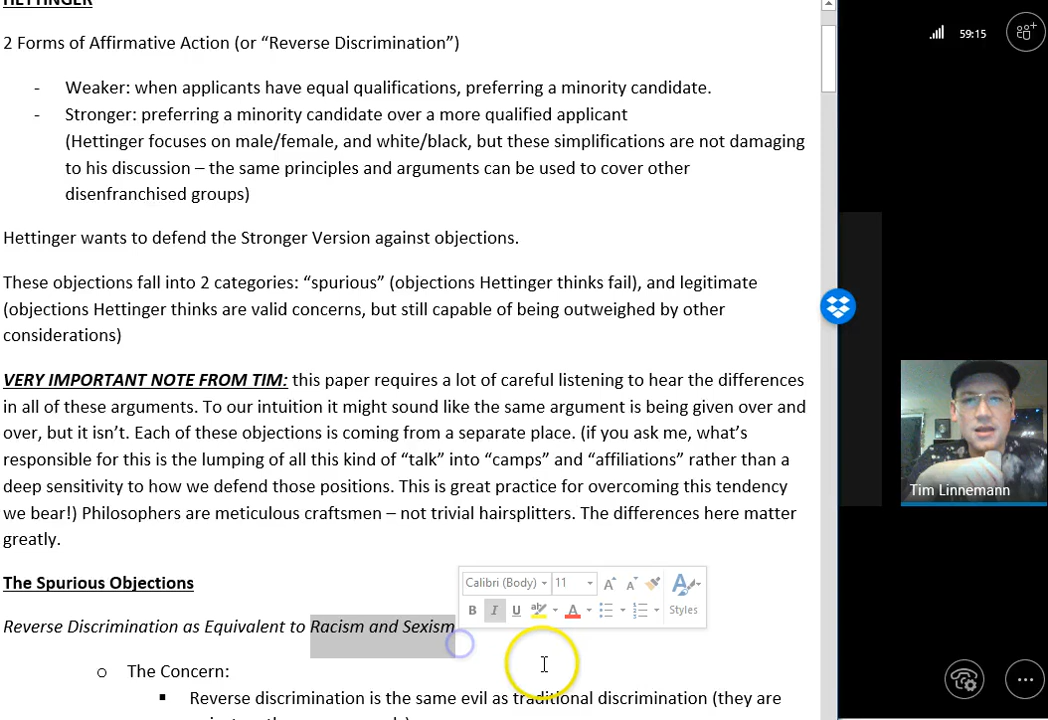 HETTINGER
59:15
2 Forms of Affirmative Action (or “Reverse Discrimination”)
- Weaker: when applicants have equal qualifications, preferring a minority candidate.
- Stronger: preferring a minority candidate over a more qualified applicant
(Hettinger focuses on male/female, and white/black, but these simplifications are not damaging
to his discussion – the same principles and arguments can be used to cover other
disenfranchised groups)
Hettinger wants to defend the Stronger Version against objections.
These objections fall into 2 categories: “spurious” (objections Hettinger thinks fail), and legitimate
(objections Hettinger thinks are valid concerns, but still capable of being outweighed by other
considerations)
VERY IMPORTANT NOTE FROM TIM: this paper requires a lot of careful listening to hear the differences
in all of these arguments. To our intuition it might sound like the same argument is being given over and
over, but it isn’t. Each of these objections is coming from a separate place. (if you ask me, what’s
responsible for this is the lumping of all this kind of “talk” into “camps” and “affiliations” rather than a
deep sensitivity to how we defend those positions. This is great practice for overcoming this tendency
we bear!) Philosophers are meticulous craftsmen – not trivial hairsplitters. The differences here matter
greatly.
Tim Linnemann
The Spurious Objections
Calibri (Body) 11
B I U ab A Styles
Reverse Discrimination as Equivalent to Racism and Sexism
o The Concern:
▪ Reverse discrimination is the same evil as traditional discrimination (they are